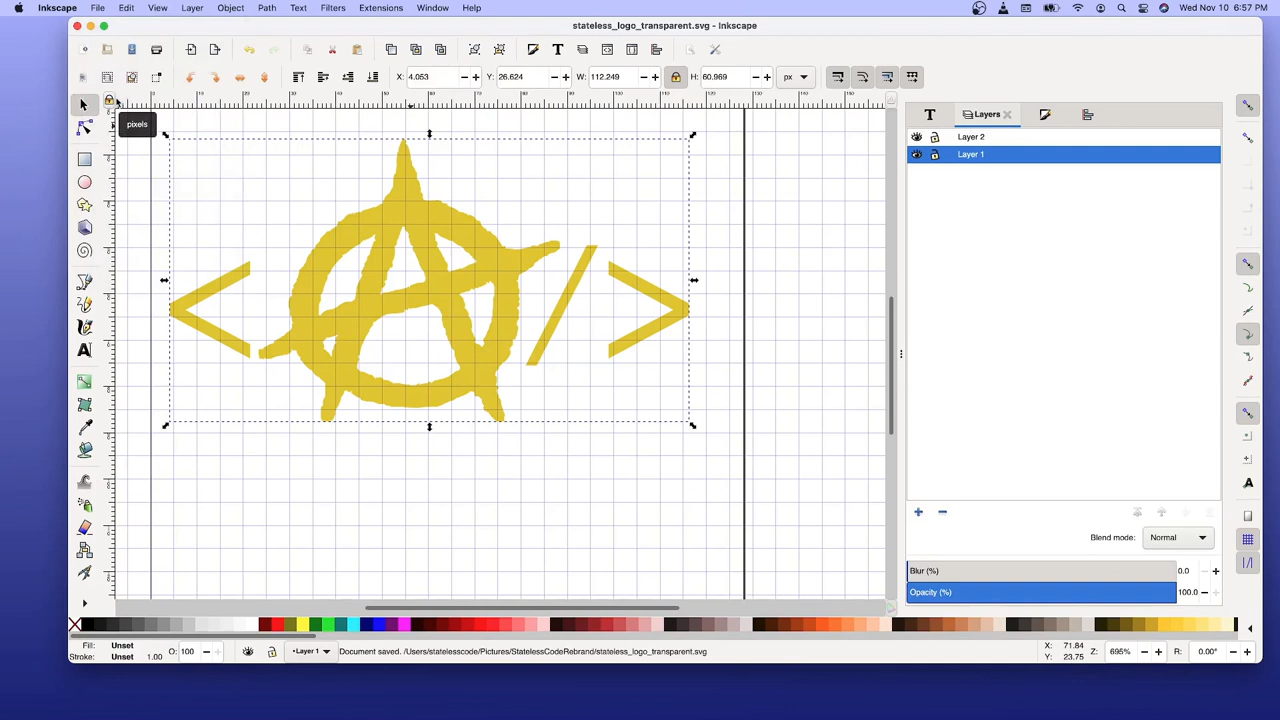 Inkscape File Edit View Layer Object Path Text Filters Extensions Window Help Wed Nov 10 6:57 PM
stateless_logo_transparent.svg - Inkscape
X: 4.053 Y: 26.624 W: 112.249 H: 60.969 px
Layers
pixels
Layer 2
Layer 1
< A / >
Blend mode: Normal
Blur (%) 0.0
Opacity (%) 100.0
Fill: Unset
Stroke: Unset 1.00
O: 100
•Layer 1
Document saved. /Users/statelesscode/Pictures/StatelessCodeRebrand/stateless_logo_transparent.svg
X: 71.84
Y: 23.75
Z: 695%
R: 0.00°